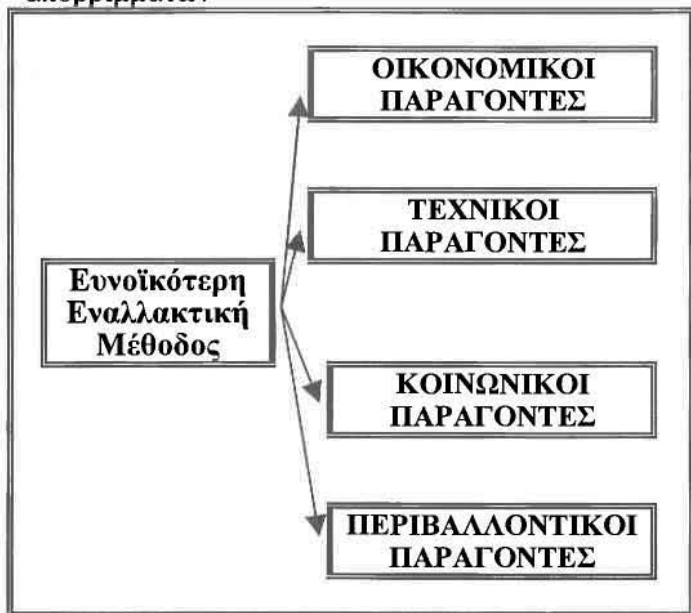 ΟΙΚΟΝΟΜΙΚΟΙ
ΠΑΡΑΓΟΝΤΕΣ
ΤΕΧΝΙΚΟΙ
ΠΑΡΑΓΟΝΤΕΣ
Ευνοϊκότερη
Εναλλακτική
Μέθοδος
ΚΟΙΝΩΝΙΚΟΙ
ΠΑΡΑΓΟΝΤΕΣ
ΠΕΡΙΒΑΛΛΟΝΤΙΚΟΙ
ΠΑΡΑΓΟΝΤΕΣ